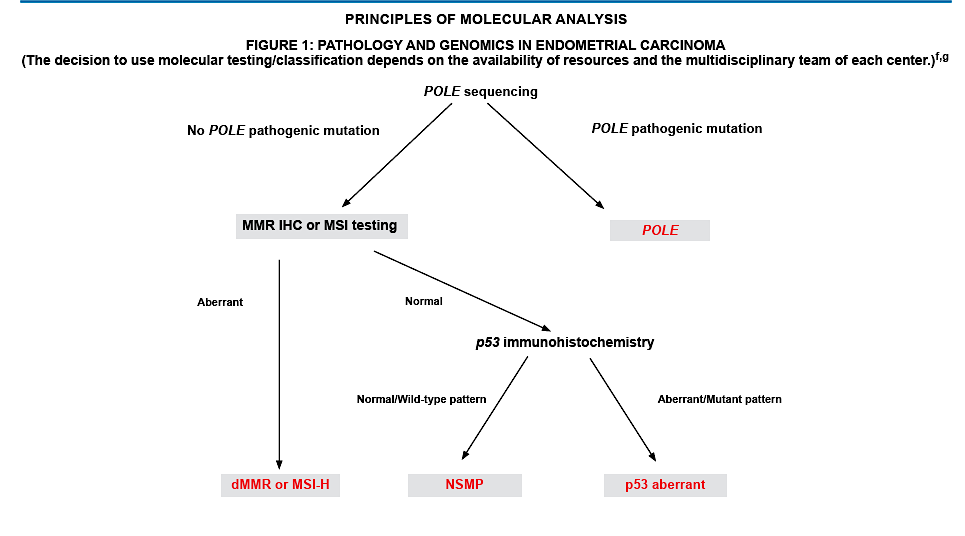 PRINCIPLES OF MOLECULAR ANALYSIS
FIGURE 1: PATHOLOGY AND GENOMICS IN ENDOMETRIAL CARCINOMA
(The decision to use molecular testing/classification depends on the availability of resources and the multidisciplinary team of each center.)f,g
POLE sequencing
No POLE pathogenic mutation
POLE pathogenic mutation
MMR IHC or MSI testing
POLE
Aberrant
Normal
p53 immunohistochemistry
Normal/Wild-type pattern
Aberrant/Mutant pattern
dMMR or MSI-H
NSMP
p53 aberrant